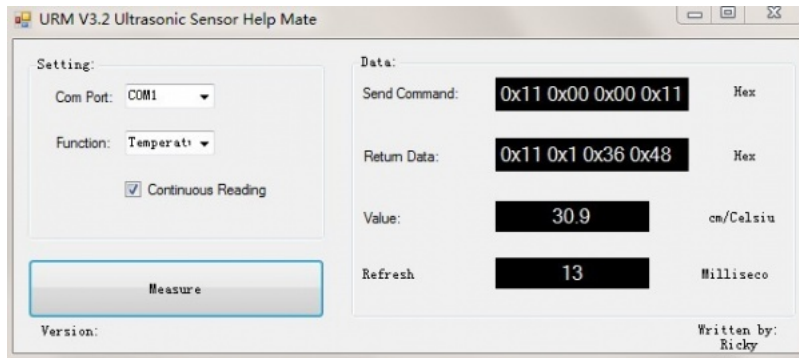 URM V3.2 Ultrasonic Sensor Help Mate
Setting:
Com Port: COM1
Function: Temperatu
Continuous Reading
Measure
Version:
Data:
Send Command: 0x11 0x00 0x00 0x11 Hex
Return Data: 0x11 0x1 0x36 0x48 Hex
Value: 30.9 cm/Celsiu
Refresh 13 Milliseco
Written by:
Ricky